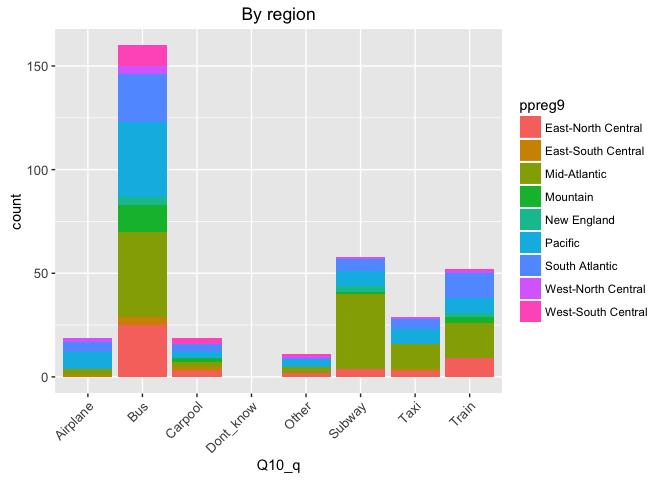 By region
count
150
100
50
0
Airplane
Bus
Carpool
Dont_know
Other
Subway
Taxi
Train
Q10_q
ppreg9
East-North Central
East-South Central
Mid-Atlantic
Mountain
New England
Pacific
South Atlantic
West-North Central
West-South Central